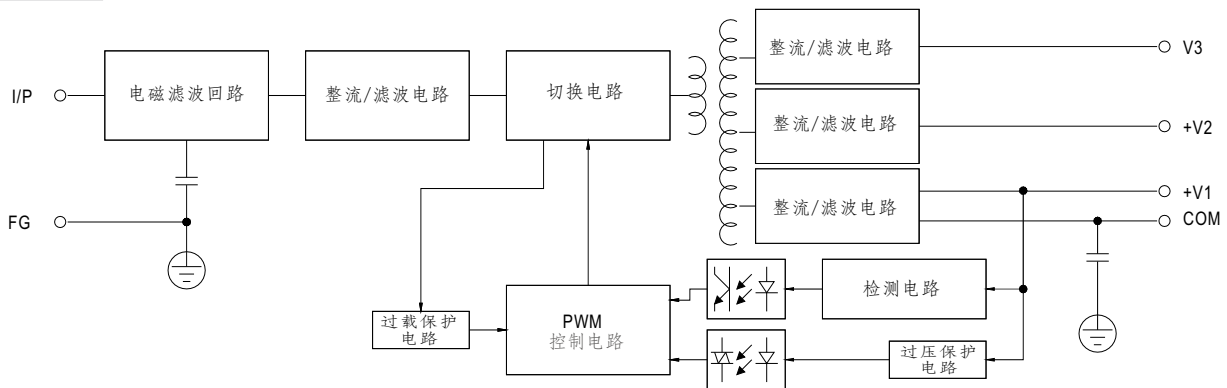 整流/滤波电路
V3
I/P
电磁滤波回路
整流/滤波电路
切换电路
整流/滤波电路
+V2
整流/滤波电路
+V1
COM
FG
检测电路
过载保护
电路
PWM
控制电路
过压保护
电路